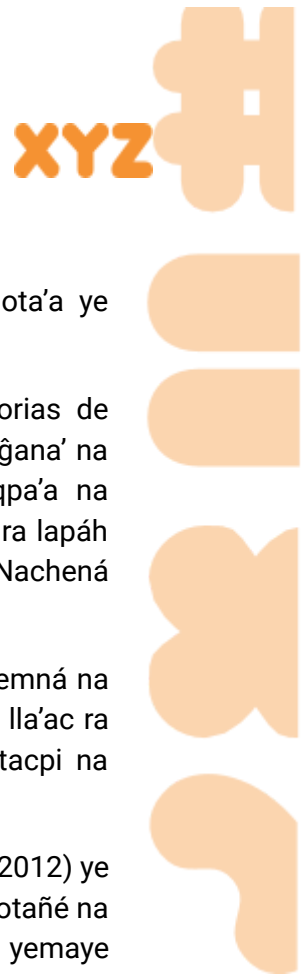 XYZ
ota’a ye
orias de
ĝana’ na
qpa’a na
ra lapáh
Nachená
emná na
lla’ac ra
tacpi na
2012) ye
otañé na
yemaye